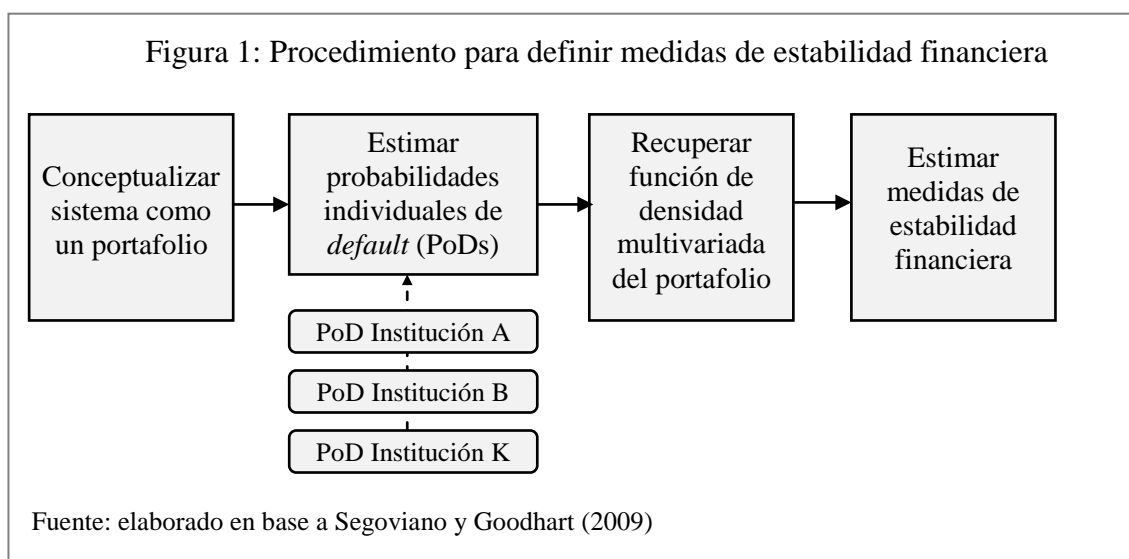 Figura 1: Procedimiento para definir medidas de estabilidad financiera
Conceptualizar
sistema como
un portafolio
Estimar
probabilidades
individuales de
default (PoDs)
Recuperar
función de
densidad
multivariada
del portafolio
Estimar
medidas de
estabilidad
financiera
PoD Institución A
PoD Institución B
PoD Institución K
Fuente: elaborado en base a Segoviano y Goodhart (2009)